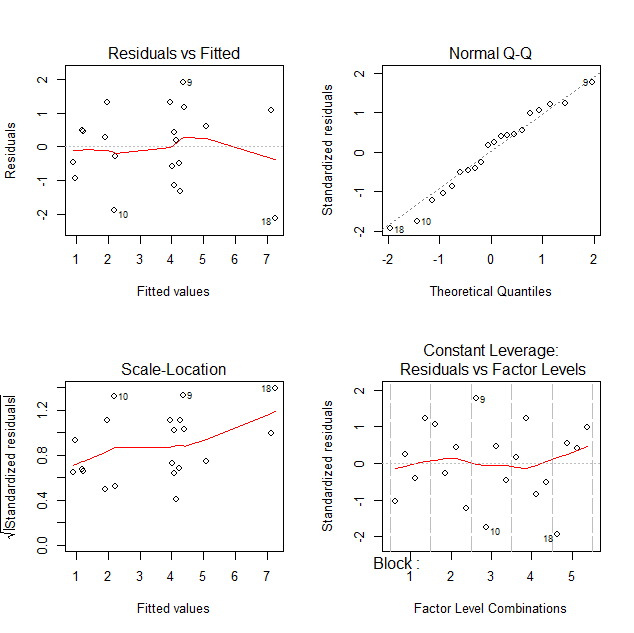 Residuals vs Fitted
Residuals
2
1
0
-1
-2
9
10
18
1 2 3 4 5 6 7
Fitted values
Normal Q-Q
Standardized residuals
2
1
0
-1
-2
9
10
18
-2 -1 0 1 2
Theoretical Quantiles
Scale-Location
√|Standardized residuals|
1.2
0.8
0.4
0.0
10
9
18
1 2 3 4 5 6 7
Fitted values
Constant Leverage:
Residuals vs Factor Levels
Standardized residuals
2
1
0
-1
-2
9
10
18
Block :
1 2 3 4 5
Factor Level Combinations